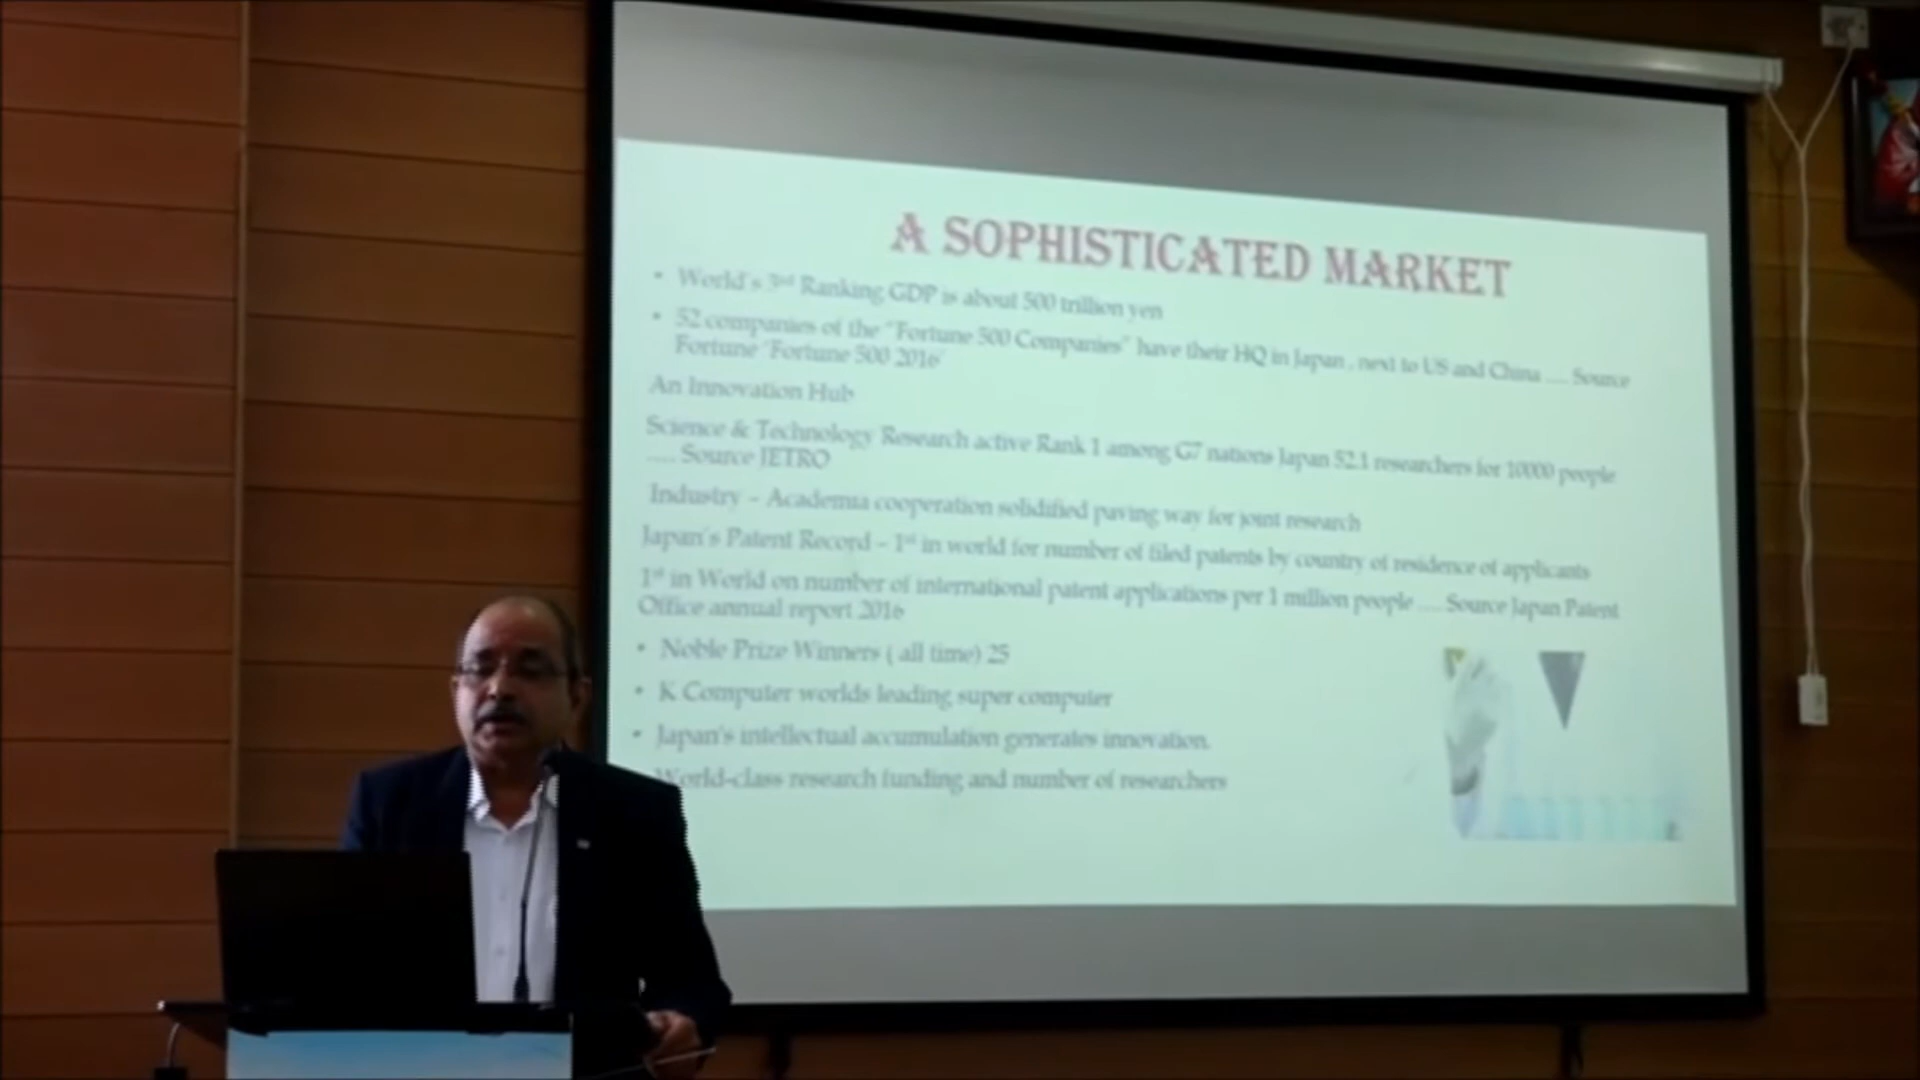 A SOPHISTICATED MARKET
• World's 3rd Ranking GDP is about 500 trillion yen
• 52 companies of the "Fortune 500 Companies" have their HQ in Japan , next to US and China .... Source
Fortune 'Fortune 500 2016'
An Innovation Hub
Science & Technology Research active Rank 1 among G7 nations Japan 52.1 researchers for 10000 people
..... Source JETRO
Industry – Academia cooperation solidified paving way for joint research
Japan's Patent Record – 1st in world for number of filed patents by country of residence of applicants
1st in World on number of international patent applications per 1 million people .... Source Japan Patent
Office annual report 2016
• Noble Prize Winners ( all time) 25
• K Computer worlds leading super computer
• Japan's intellectual accumulation generates innovation.
World-class research funding and number of researchers